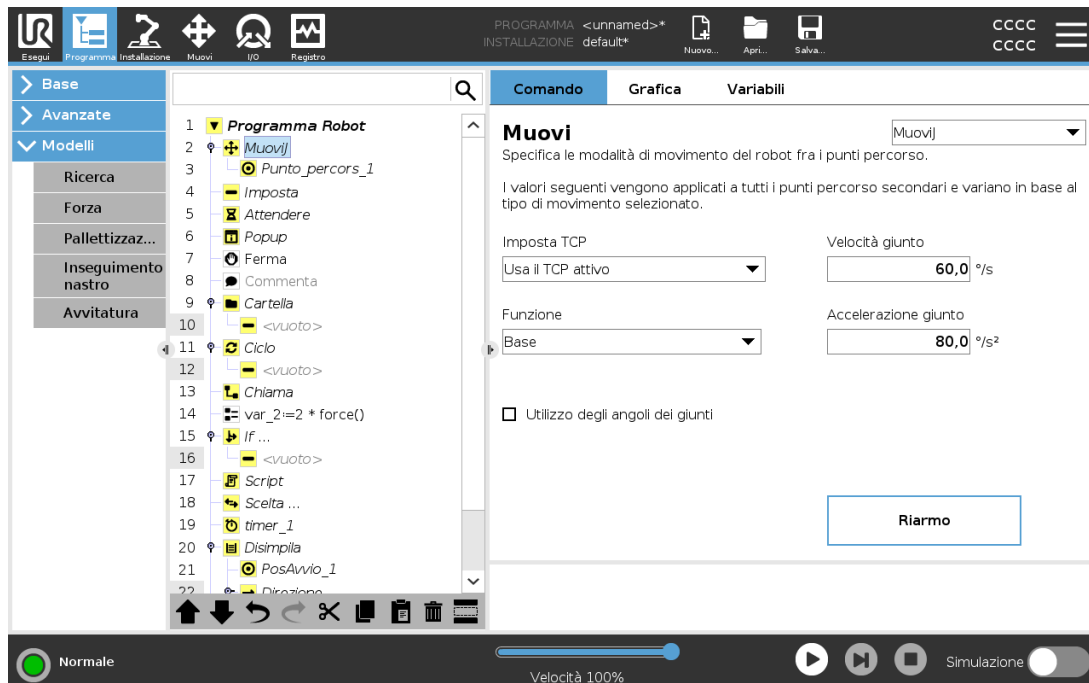 PROGRAMMA <unnamed>*
INSTALLAZIONE default*
CCCC
CCCC
Esegui
Programma
Installazione
Muovi
I/O
Registro
Nuovo...
Apri...
Salva...
Base
Avanzate
Modelli
Ricerca
Forza
Pallettizzaz...
Inseguimento
nastro
Avvitatura
1 Programma Robot
2 MuoviJ
3 Punto_percors_1
4 Imposta
5 Attendere
6 Popup
7 Ferma
8 Commenta
9 Cartella
10 <vuoto>
11 Ciclo
12 <vuoto>
13 Chiama
14 var_2:=2 * force()
15 If ...
16 <vuoto>
17 Script
18 Scelta ...
19 timer_1
20 Disimpila
21 PosAvvio_1
22 Direzione
Comando Grafica Variabili
Muovi
MuoviJ
Specifica le modalità di movimento del robot fra i punti percorso.
I valori seguenti vengono applicati a tutti i punti percorso secondari e variano in base al
tipo di movimento selezionato.
Imposta TCP
Usa il TCP attivo
Velocità giunto
60,0 °/s
Funzione
Base
Accelerazione giunto
80,0 °/s²
Utilizzo degli angoli dei giunti
Riarmo
Normale
Velocità 100%
Simulazione